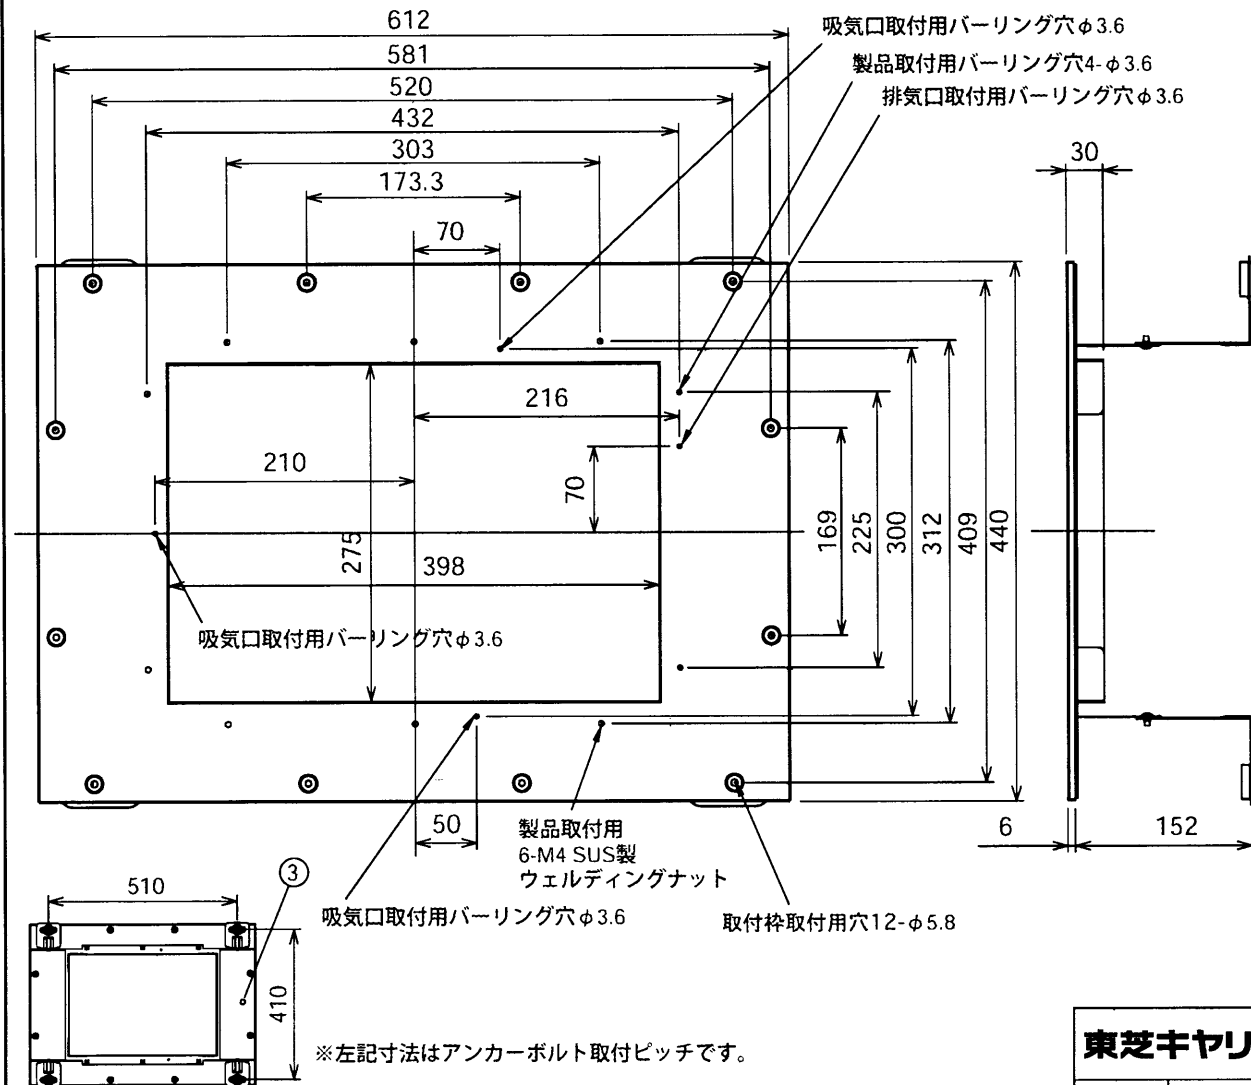 612
吸気口取付用バーリング穴φ3.6
581
製品取付用バーリング穴4-φ3.6
520
排気口取付用バーリング穴φ3.6
432
303
30
173.3
70
216
210
70
169
225
300
312
409
440
275
398
吸気口取付用バーリング穴φ3.6
50
製品取付用
6-M4 SUS製
ウェルディングナット
6
152
510
③
吸気口取付用バーリング穴φ3.6
取付枠取付用穴12-φ5.8
410
※左記寸法はアンカーボルト取付ピッチです。
東芝キヤリ